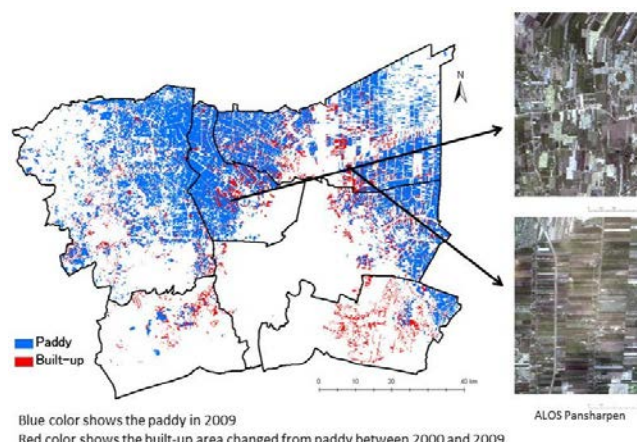 N
Paddy
Built-up
0 10 20 40 km
ALOS Pansharpen
Blue color shows the paddy in 2009
Red color shows the built-up area changed from paddy between 2000 and 2009